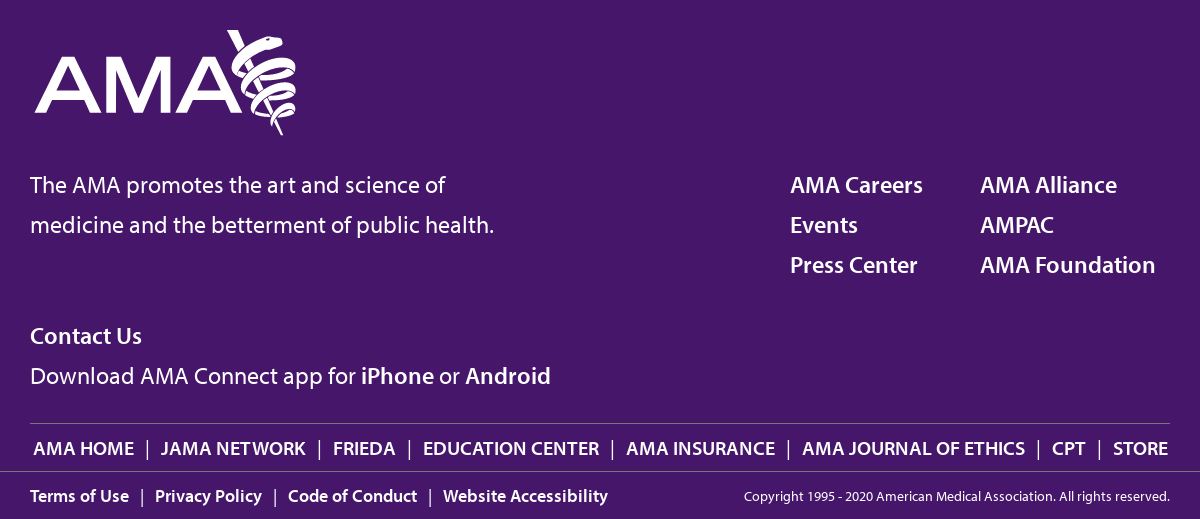 AMA
The AMA promotes the art and science of
medicine and the betterment of public health.
AMA Careers
Events
Press Center
AMA Alliance
AMPAC
AMA Foundation
Contact Us
Download AMA Connect app for iPhone or Android
AMA HOME | JAMA NETWORK | FRIEDA | EDUCATION CENTER | AMA INSURANCE | AMA JOURNAL OF ETHICS | CPT | STORE
Terms of Use | Privacy Policy | Code of Conduct | Website Accessibility
Copyright 1995 - 2020 American Medical Association. All rights reserved.